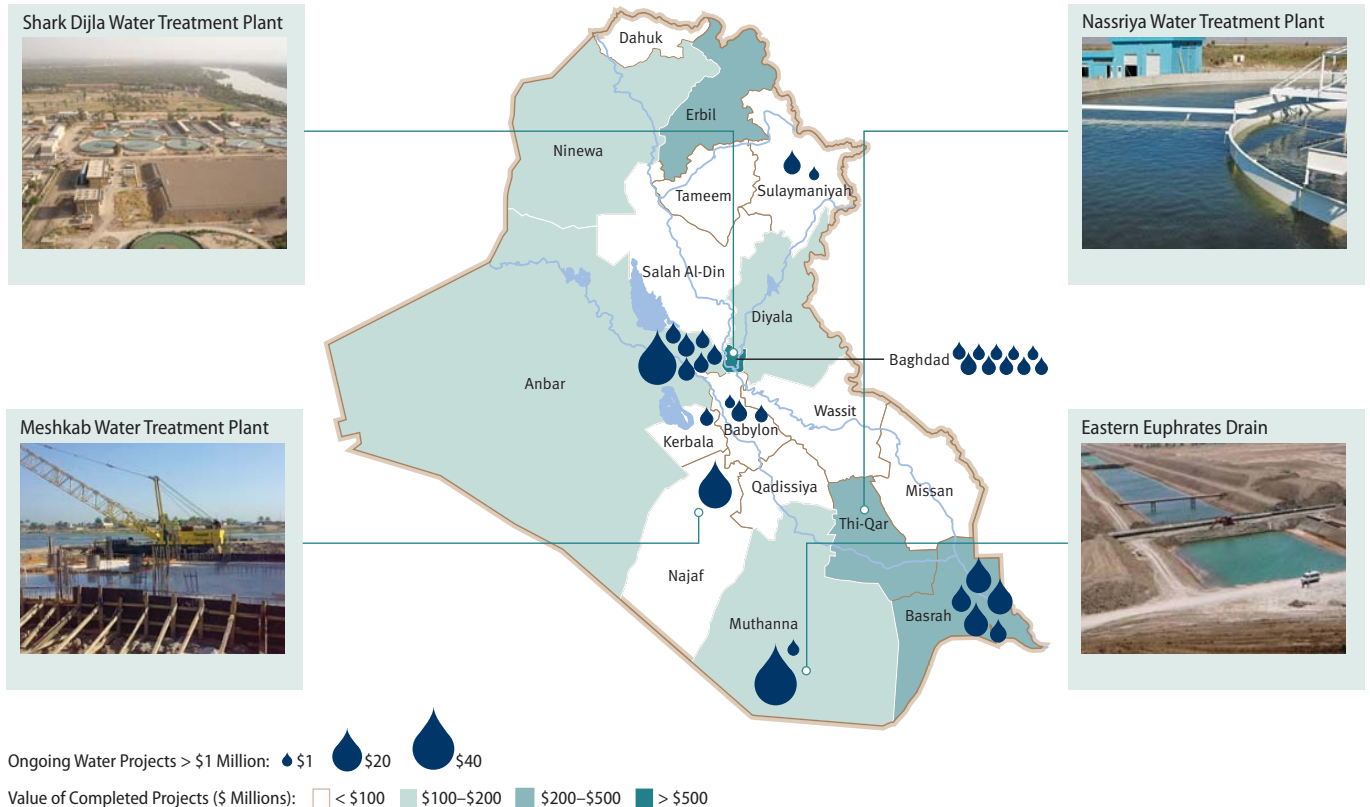 Shark Dijla Water Treatment Plant
Nassriya Water Treatment Plant
Dahuk
Erbil
Ninewa
Tameem
Sulaymaniyah
Salah Al-Din
Diyala
Baghdad
Anbar
Meshkab Water Treatment Plant
Eastern Euphrates Drain
Wassit
Babylon
Kerbala
Qadissiya
Missan
Thi-Qar
Najaf
Basrah
Muthanna
Ongoing Water Projects > $1 Million: $1 $20 $40
Value of Completed Projects ($ Millions): < $100 $100–$200 $200–$500 > $500